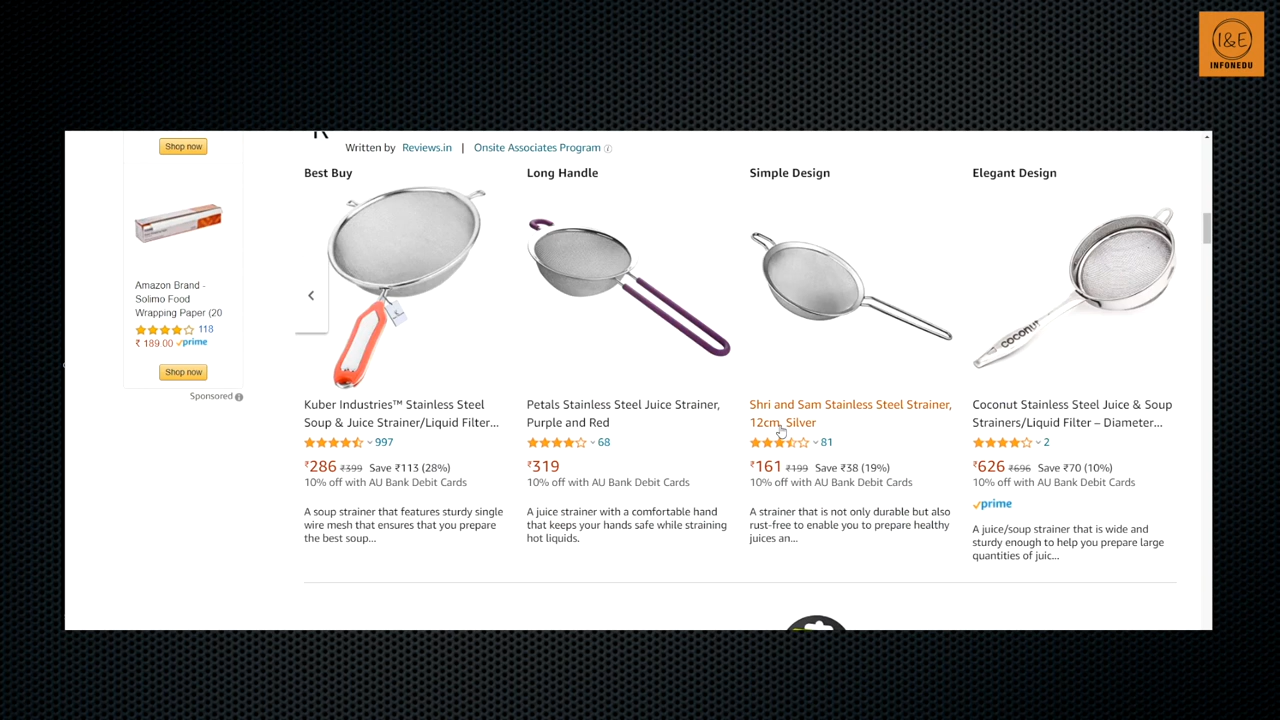 I&E
INFONEDU
Written by Reviews.in | Onsite Associates Program
Shop now
Amazon Brand -
Solimo Food
Wrapping Paper (20
118
₹ 189.00 prime
Shop now
Sponsored
Best Buy
Kuber Industries™ Stainless Steel
Soup & Juice Strainer/Liquid Filter...
997
₹286 ₹399 Save ₹113 (28%)
10% off with AU Bank Debit Cards
A soup strainer that features sturdy single
wire mesh that ensures that you prepare
the best soup...
Long Handle
Petals Stainless Steel Juice Strainer,
Purple and Red
68
₹319
10% off with AU Bank Debit Cards
A juice strainer with a comfortable hand
that keeps your hands safe while straining
hot liquids.
Simple Design
Shri and Sam Stainless Steel Strainer,
12cm, Silver
81
₹161 ₹199 Save ₹38 (19%)
10% off with AU Bank Debit Cards
A strainer that is not only durable but also
rust-free to enable you to prepare healthy
juices an...
Elegant Design
coconut
Coconut Stainless Steel Juice & Soup
Strainers/Liquid Filter – Diameter...
2
₹626 ₹696 Save ₹70 (10%)
10% off with AU Bank Debit Cards
prime
A juice/soup strainer that is wide and
sturdy enough to help you prepare large
quantities of juic...